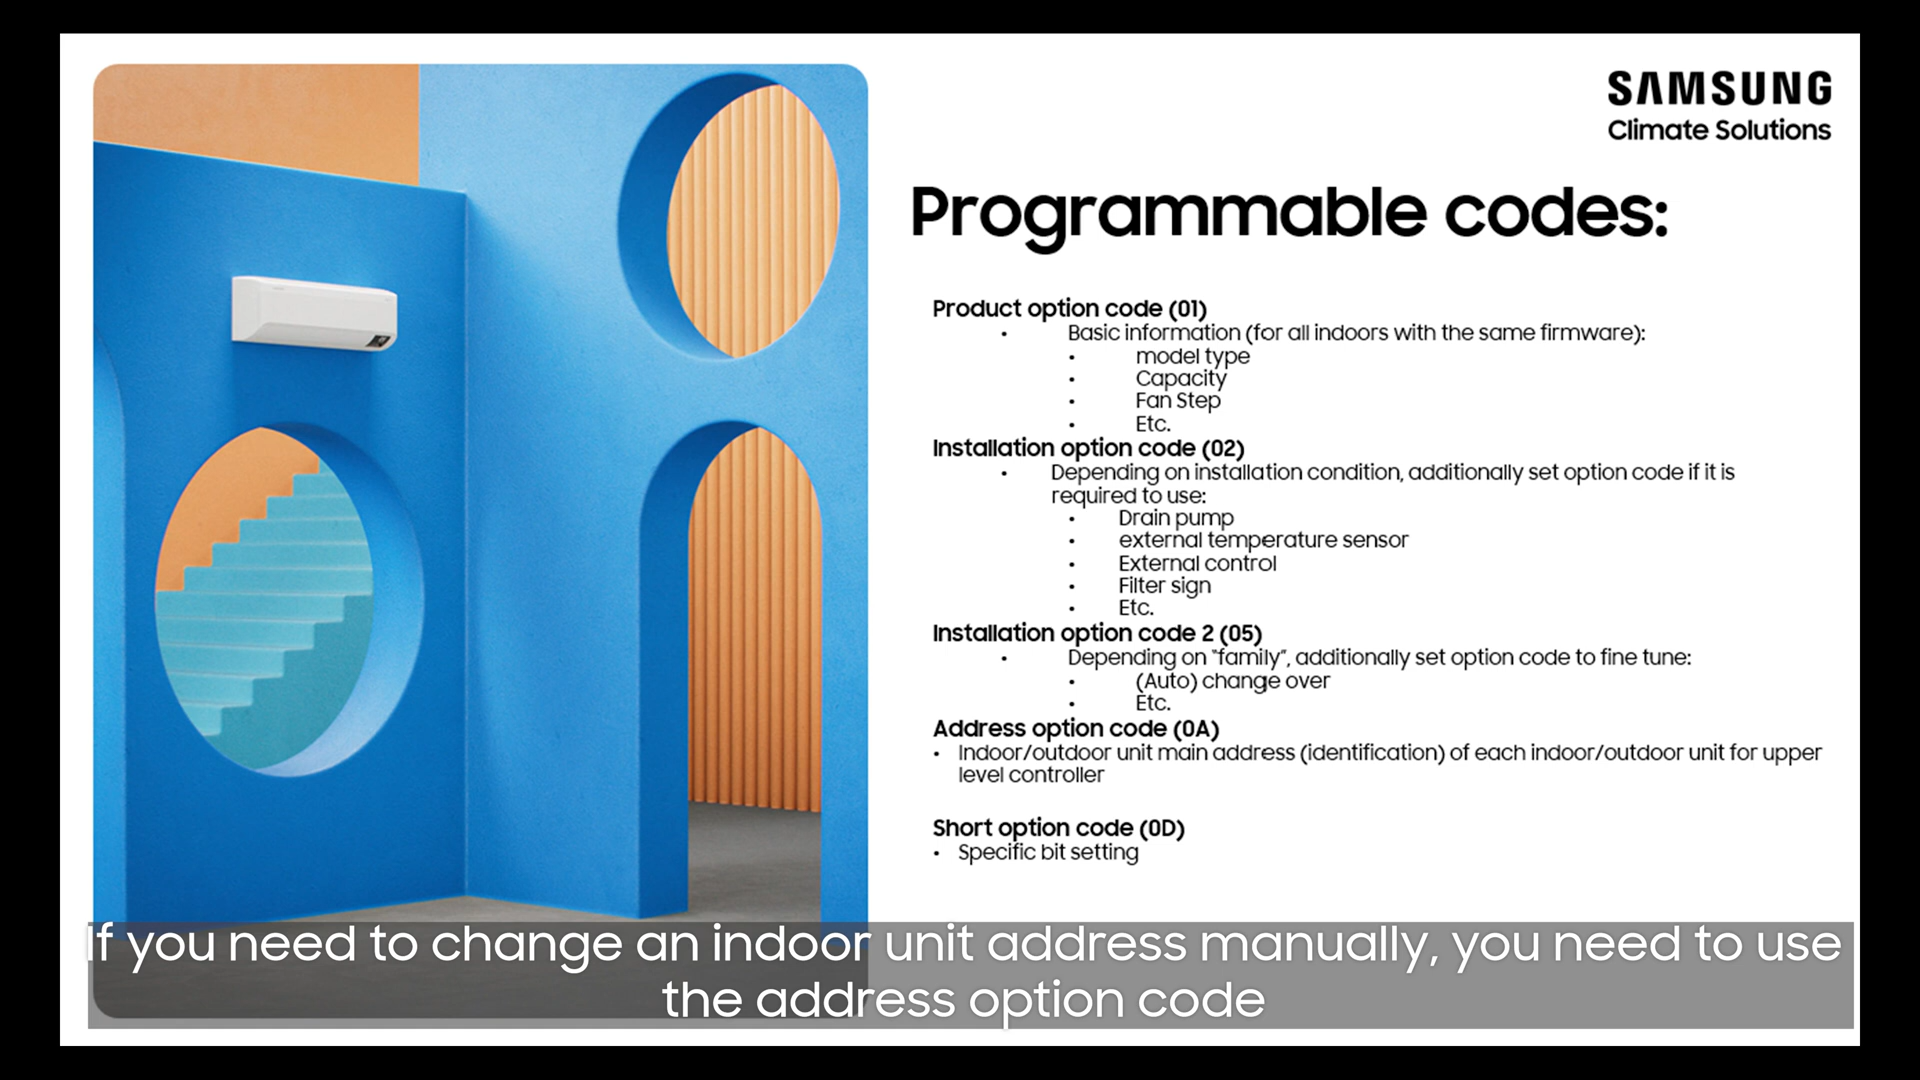 SAMSUNG
Climate Solutions
Programmable codes:
Product option code (01)
• Basic information (for all indoors with the same firmware):
• model type
• Capacity
• Fan Step
• Etc.
Installation option code (02)
• Depending on installation condition, additionally set option code if it is
required to use:
• Drain pump
• external temperature sensor
• External control
• Filter sign
• Etc.
Installation option code 2 (05)
• Depending on "family", additionally set option code to fine tune:
• (Auto) change over
• Etc.
Address option code (0A)
• Indoor/outdoor unit main address (identification) of each indoor/outdoor unit for upper
level controller
Short option code (0D)
• Specific bit setting
If you need to change an indoor unit address manually, you need to use
the address option code